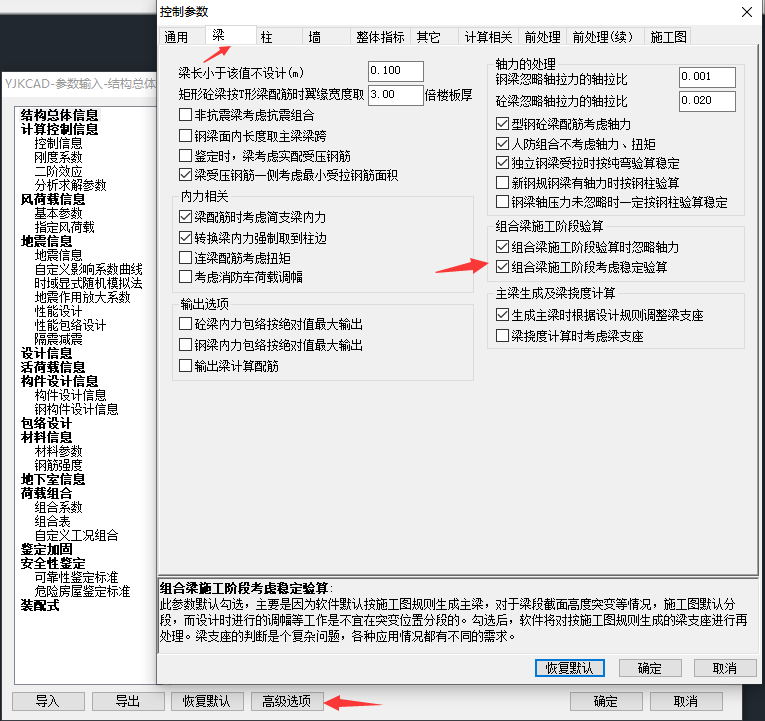 控制参数
通用 梁 柱 墙 整体指标 其它 计算相关 前处理 前处理(续) 施工图
YJKCAD-参数输入-结构总体
结构总体信息
计算控制信息
控制信息
刚度系数
二阶效应
分析求解参数
风荷载信息
基本参数
指定风荷载
地震信息
地震信息
自定义影响系数曲线
时域显式随机模拟法
地震作用放大系数
性能设计
性能包络设计
隔震减震
设计信息
活荷载信息
构件设计信息
构件设计信息
钢构件设计信息
包络设计
材料信息
材料参数
钢筋强度
地下室信息
荷载组合
组合系数
组合表
自定义工况组合
鉴定加固
安全性鉴定
可靠性鉴定标准
危险房屋鉴定标准
装配式
梁长小于该值不设计(m) 0.100
矩形砼梁按T形梁配筋时翼缘宽度取 3.00 倍楼板厚
非抗震梁考虑抗震组合
钢梁面内长度取主梁梁跨
鉴定时，梁考虑实配受压钢筋
梁受压钢筋一侧考虑最小受拉钢筋面积
内力相关
梁配筋时考虑简支梁内力
转换梁内力强制取到柱边
连梁配筋考虑扭矩
考虑消防车荷载调幅
输出选项
砼梁内力包络按绝对值最大输出
钢梁内力包络按绝对值最大输出
输出梁计算配筋
轴力的处理
钢梁忽略轴拉力的轴拉比 0.001
砼梁忽略轴拉力的轴拉比 0.020
型钢砼梁配筋考虑轴力
人防组合不考虑轴力、扭矩
独立钢梁受拉时按纯弯验算稳定
新钢规钢梁有轴力时按钢柱验算
钢梁轴压力未忽略时一定按钢柱验算稳定
组合梁施工阶段验算
组合梁施工阶段验算时忽略轴力
组合梁施工阶段考虑稳定验算
主梁生成及梁挠度计算
生成主梁时根据设计规则调整梁支座
梁挠度计算时考虑梁支座
组合梁施工阶段考虑稳定验算:
此参数默认勾选，主要是因为软件默认按施工图规则生成主梁，对于梁段截面高度突变等情况，施工图默认分
段，而设计时进行的调幅等工作是不宜在突变位置分段的。勾选后，软件将对按施工图规则生成的梁支座进行再
处理。梁支座的判断是个复杂问题，各种应用情况都有不同的需求。
恢复默认 确定 取消
导入 导出 恢复默认 高级选项 确定 取消